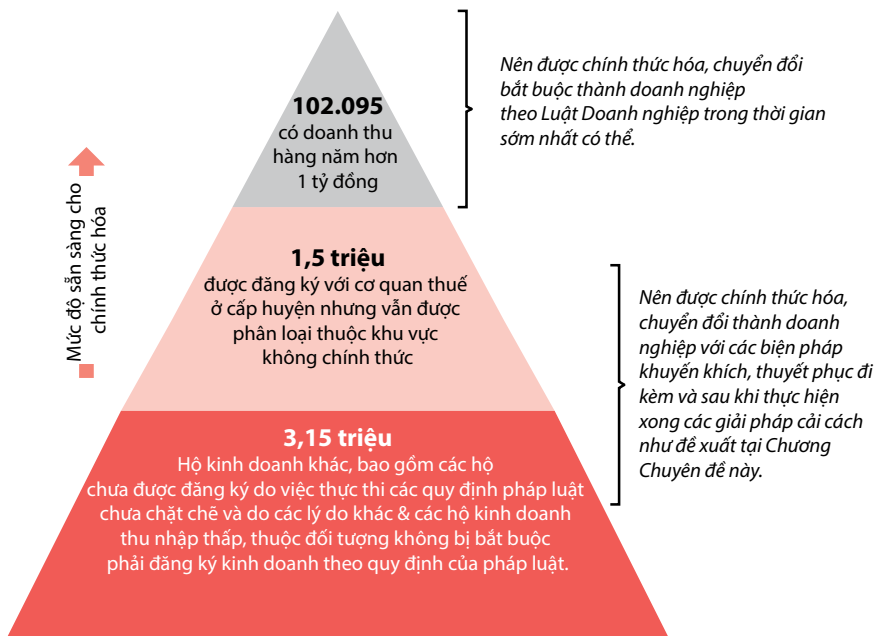 102.095
có doanh thu
hàng năm hơn
1 tỷ đồng
Nên được chính thức hóa, chuyển đổi
bắt buộc thành doanh nghiệp
theo Luật Doanh nghiệp trong thời gian
sớm nhất có thể.
Mức độ sẵn sàng cho
chính thức hóa
1,5 triệu
được đăng ký với cơ quan thuế
ở cấp huyện nhưng vẫn được
phân loại thuộc khu vực
không chính thức
Nên được chính thức hóa,
chuyển đổi thành doanh
nghiệp với các biện pháp
khuyến khích, thuyết phục đi
kèm và sau khi thực hiện
xong các giải pháp cải cách
như đề xuất tại Chương
Chuyên đề này.
3,15 triệu
Hộ kinh doanh khác, bao gồm các hộ
chưa được đăng ký do việc thực thi các quy định pháp luật
chưa chặt chẽ và do các lý do khác & các hộ kinh doanh
thu nhập thấp, thuộc đối tượng không bị bắt buộc
phải đăng ký kinh doanh theo quy định của pháp luật.